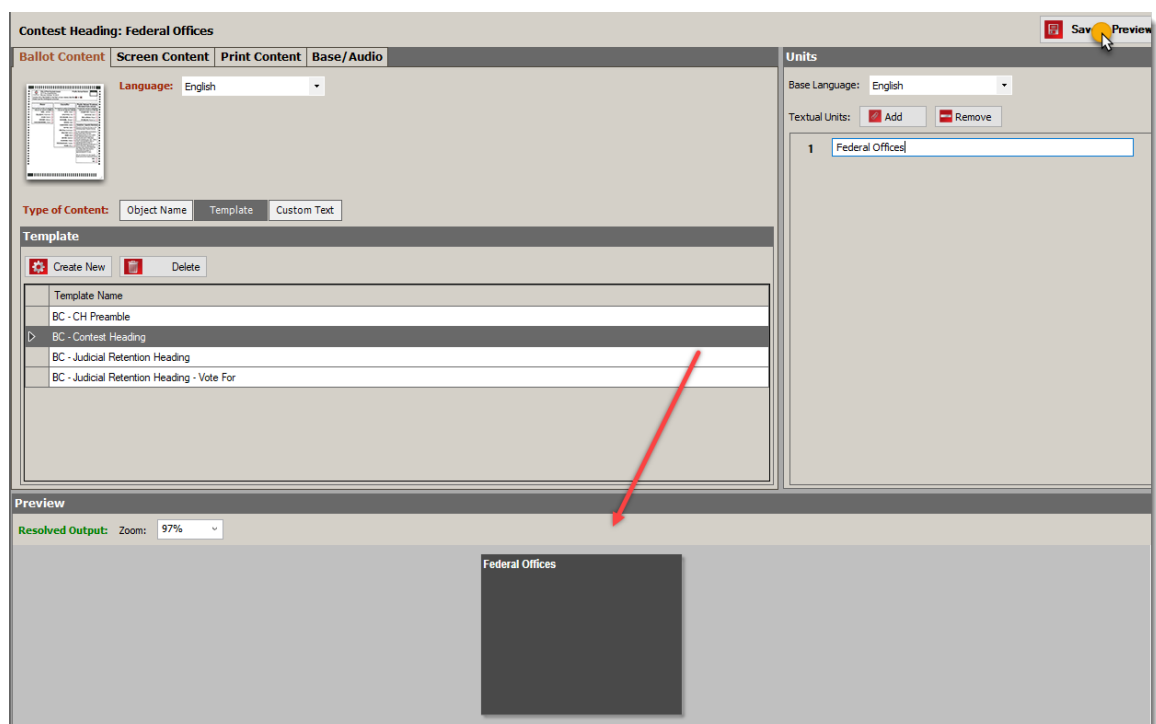 Contest Heading: Federal Offices
Preview
Ballot Content Screen Content Print Content Base/Audio
Language: English
Type of Content: Object Name Template Custom Text
Template
Create New Delete
Template Name
BC - CH Preamble
BC - Contest Heading
BC - Judicial Retention Heading
BC - Judicial Retention Heading - Vote For
Units
Base Language: English
Textual Units: Add Remove
1 Federal Offices
Preview
Resolved Output: Zoom: 97%
Federal Offices